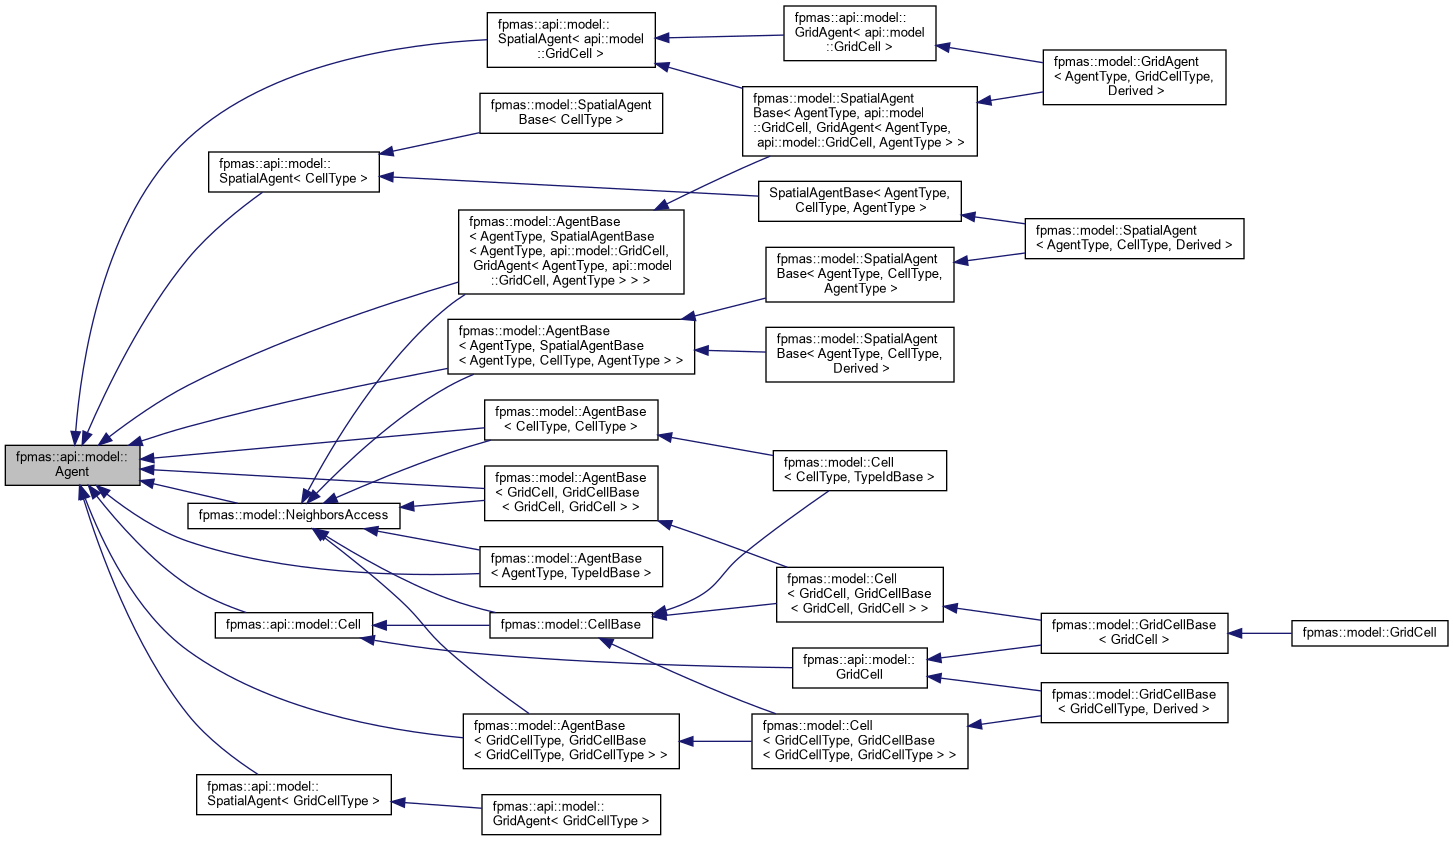 fpmas::api::model::
Agent
fpmas::api::model::
SpatialAgent< api::model
::GridCell >
fpmas::api::model::
SpatialAgent< CellType >
fpmas::model::AgentBase
< AgentType, SpatialAgentBase
< AgentType, api::model::GridCell,
GridAgent< AgentType, api::model
::GridCell, AgentType > > >
fpmas::model::AgentBase
< AgentType, SpatialAgentBase
< AgentType, CellType, AgentType > >
fpmas::model::AgentBase
< CellType, CellType >
fpmas::model::AgentBase
< GridCell, GridCellBase
< GridCell, GridCell > >
fpmas::model::NeighborsAccess
fpmas::model::AgentBase
< AgentType, TypeIdBase >
fpmas::api::model::Cell
fpmas::model::CellBase
fpmas::model::AgentBase
< GridCellType, GridCellBase
< GridCellType, GridCellType > >
fpmas::api::model::
SpatialAgent< GridCellType >
fpmas::api::model::
GridAgent< GridCellType >
fpmas::model::SpatialAgent
Base< CellType >
fpmas::api::model::
GridAgent< api::model
::GridCell >
fpmas::model::SpatialAgent
Base< AgentType, api::model
::GridCell, GridAgent< AgentType,
api::model::GridCell, AgentType > >
fpmas::model::GridAgent
< AgentType, GridCellType,
Derived >
SpatialAgentBase< AgentType,
CellType, AgentType >
fpmas::model::SpatialAgent
Base< AgentType, CellType,
AgentType >
fpmas::model::SpatialAgent
< AgentType, CellType, Derived >
fpmas::model::SpatialAgent
Base< AgentType, CellType,
Derived >
fpmas::model::Cell
< CellType, TypeIdBase >
fpmas::model::Cell
< GridCell, GridCellBase
< GridCell, GridCell > >
fpmas::api::model::
GridCell
fpmas::model::Cell
< GridCellType, GridCellBase
< GridCellType, GridCellType > >
fpmas::model::GridCellBase
< GridCell >
fpmas::model::GridCellBase
< GridCellType, Derived >
fpmas::model::GridCell